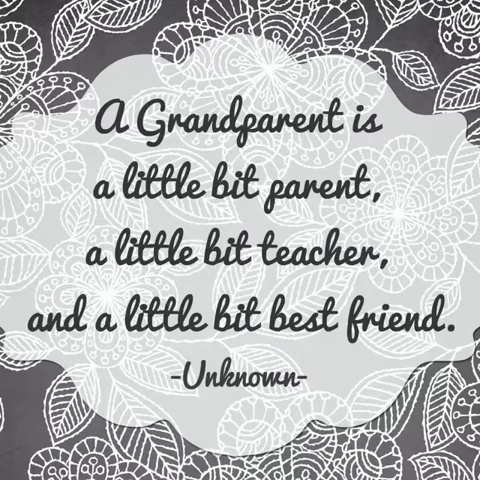 A Grandparent is
a little bit parent,
a little bit teacher,
and a little bit best friend.
-Unknown-